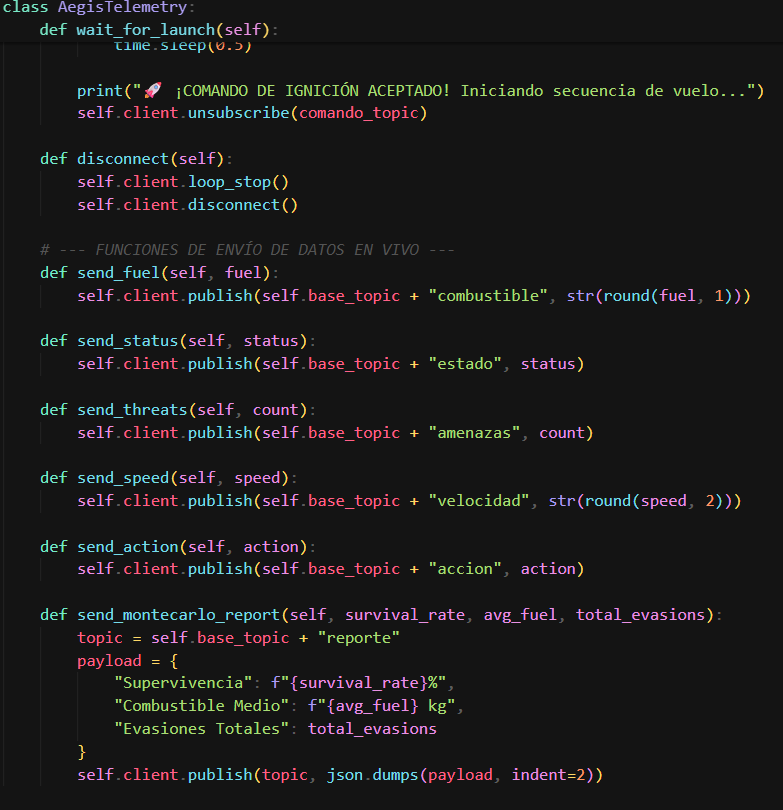 class AegisTelemetry:
    def wait_for_launch(self):
            time.sleep(0.5)
        print("🚀 ¡COMANDO DE IGNICIÓN ACEPTADO! Iniciando secuencia de vuelo...")
        self.client.unsubscribe(comando_topic)
    def disconnect(self):
        self.client.loop_stop()
        self.client.disconnect()
    # --- FUNCIONES DE ENVÍO DE DATOS EN VIVO ---
    def send_fuel(self, fuel):
        self.client.publish(self.base_topic + "combustible", str(round(fuel, 1)))
    def send_status(self, status):
        self.client.publish(self.base_topic + "estado", status)
    def send_threats(self, count):
        self.client.publish(self.base_topic + "amenazas", count)
    def send_speed(self, speed):
        self.client.publish(self.base_topic + "velocidad", str(round(speed, 2)))
    def send_action(self, action):
        self.client.publish(self.base_topic + "accion", action)
    def send_montecarlo_report(self, survival_rate, avg_fuel, total_evasions):
        topic = self.base_topic + "reporte"
        payload = {
            "Supervivencia": f"{survival_rate}%",
            "Combustible Medio": f"{avg_fuel} kg",
            "Evasiones Totales": total_evasions
        }
        self.client.publish(topic, json.dumps(payload, indent=2))